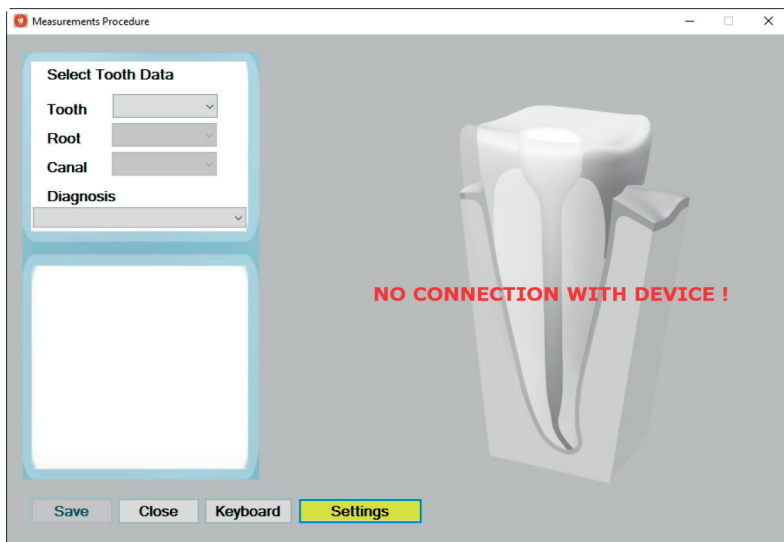 Measurements Procedure
Select Tooth Data
Tooth
Root
Canal
Diagnosis
NO CONNECTION WITH DEVICE !
Save Close Keyboard Settings